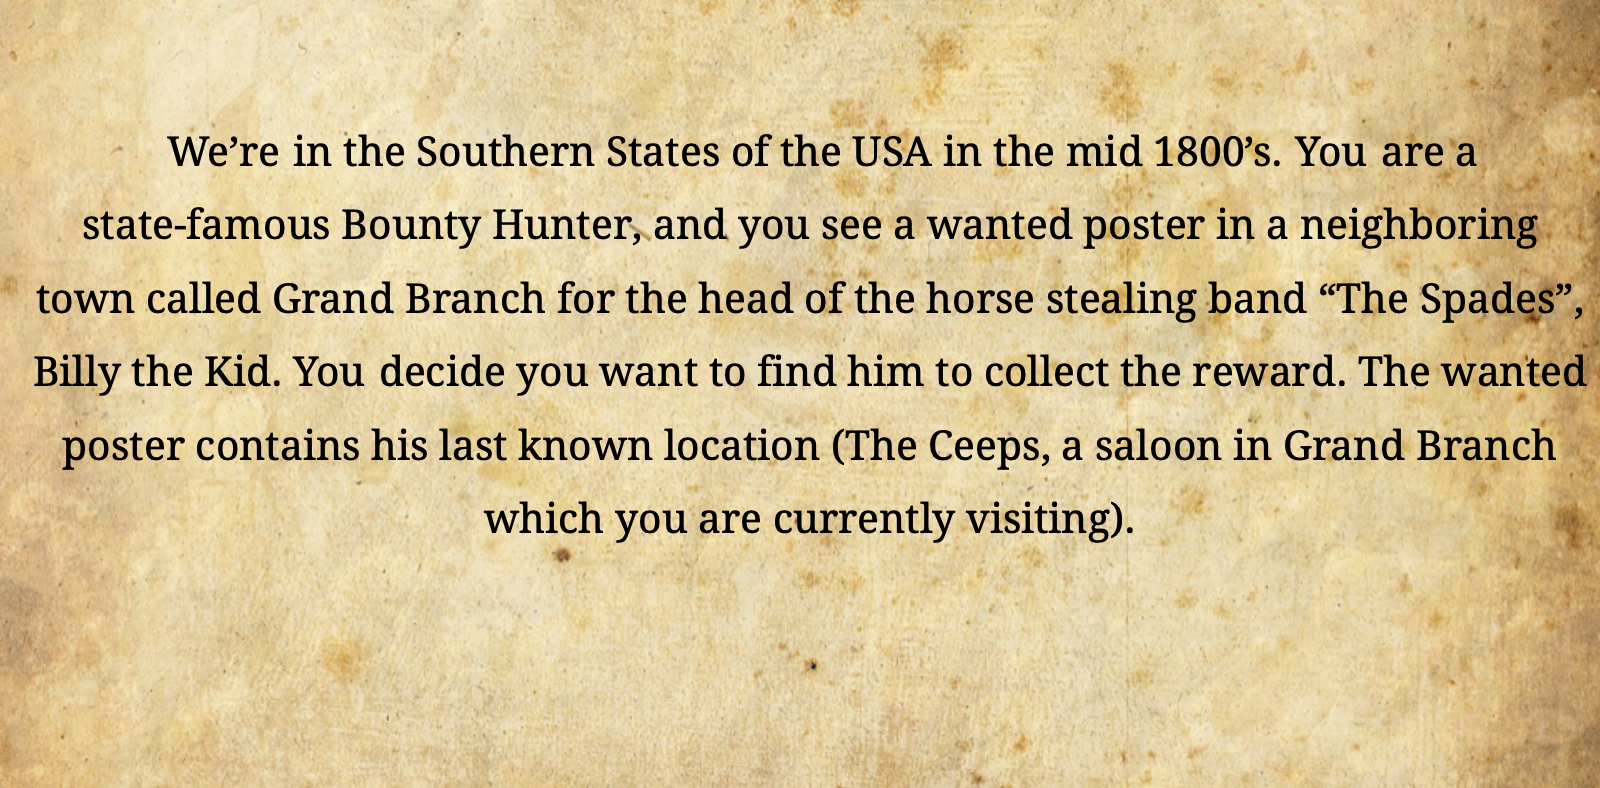 We’re in the Southern States of the USA in the mid 1800’s. You are a
state-famous Bounty Hunter, and you see a wanted poster in a neighboring
town called Grand Branch for the head of the horse stealing band “The Spades”,
Billy the Kid. You decide you want to find him to collect the reward. The wanted
poster contains his last known location (The Ceeps, a saloon in Grand Branch
which you are currently visiting).